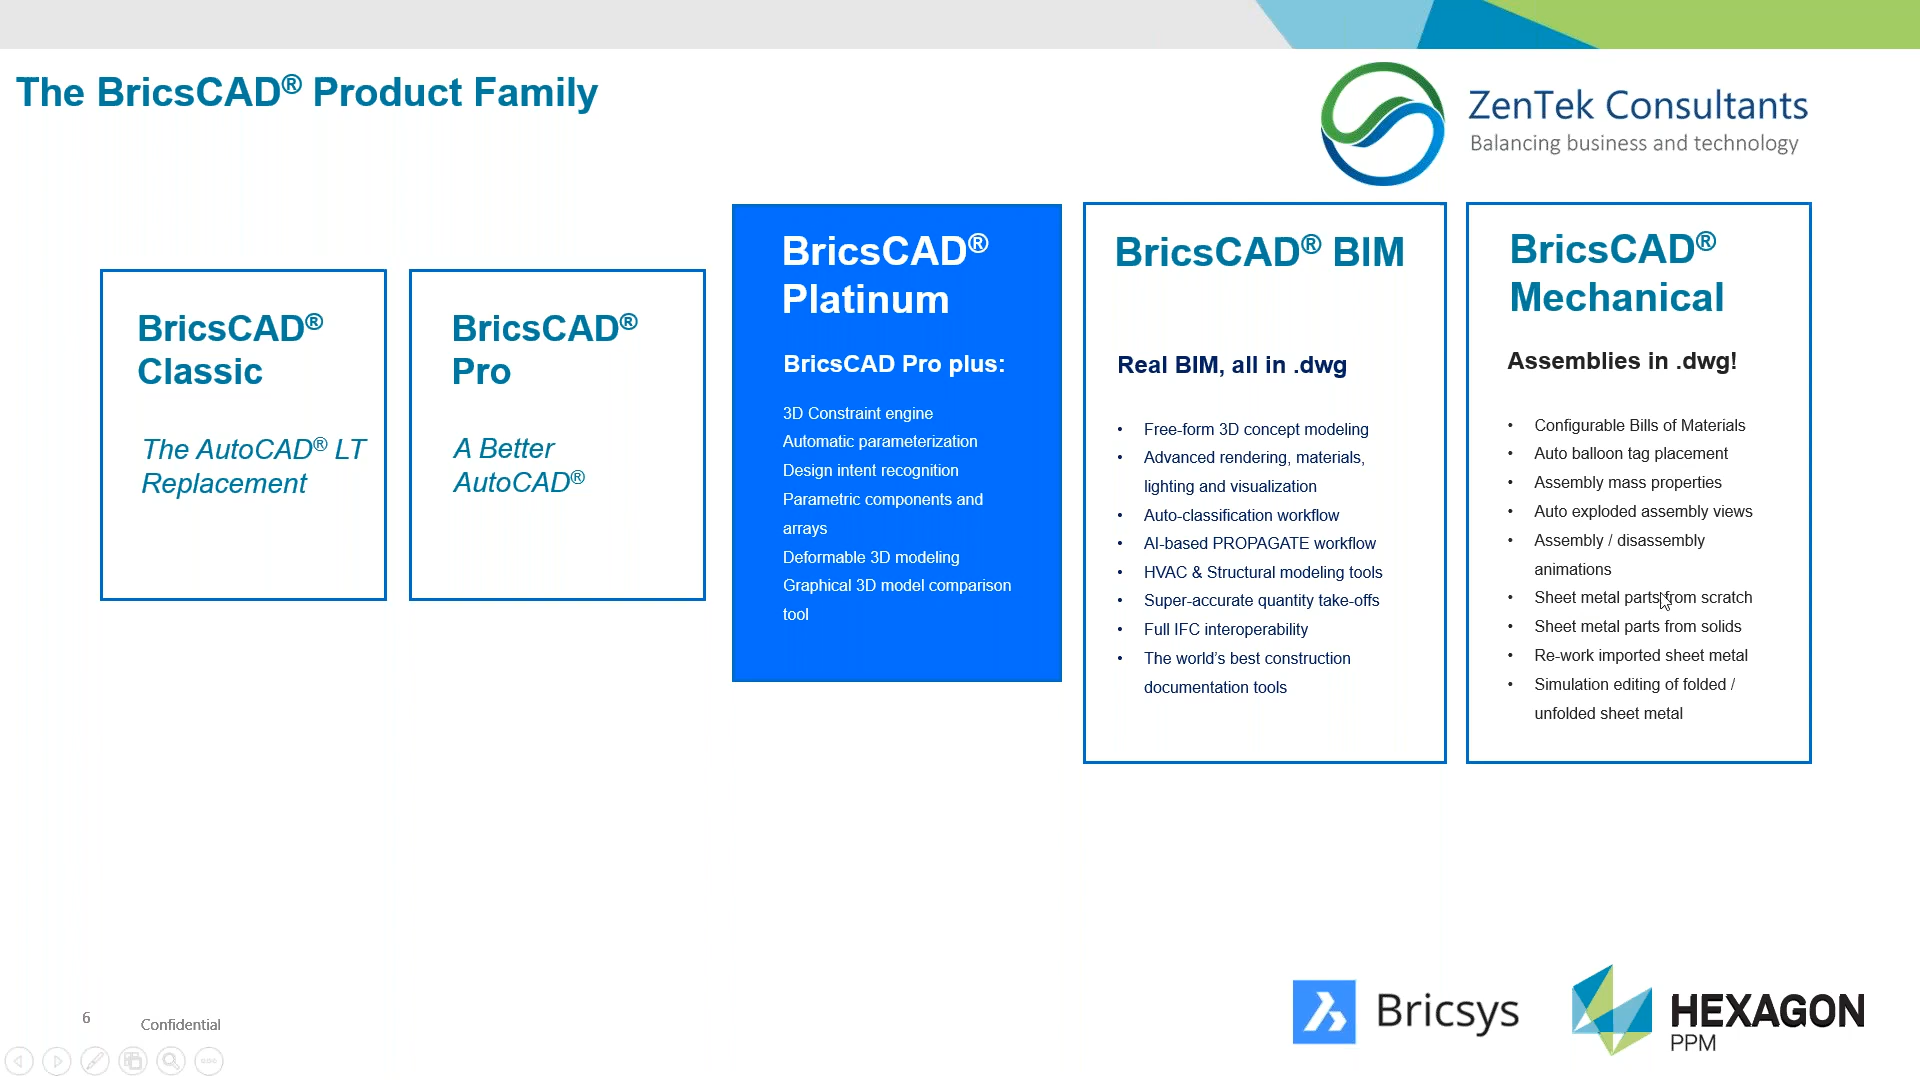 The BricsCAD® Product Family
ZenTek Consultants
Balancing business and technology
BricsCAD®
Classic
The AutoCAD® LT
Replacement
BricsCAD®
Pro
A Better
AutoCAD®
BricsCAD®
Platinum
BricsCAD Pro plus:
3D Constraint engine
Automatic parameterization
Design intent recognition
Parametric components and
arrays
Deformable 3D modeling
Graphical 3D model comparison
tool
BricsCAD® BIM
Real BIM, all in .dwg
• Free-form 3D concept modeling
• Advanced rendering, materials,
lighting and visualization
• Auto-classification workflow
• AI-based PROPAGATE workflow
• HVAC & Structural modeling tools
• Super-accurate quantity take-offs
• Full IFC interoperability
• The world’s best construction
documentation tools
BricsCAD®
Mechanical
Assemblies in .dwg!
• Configurable Bills of Materials
• Auto balloon tag placement
• Assembly mass properties
• Auto exploded assembly views
• Assembly / disassembly
animations
• Sheet metal parts from scratch
• Sheet metal parts from solids
• Re-work imported sheet metal
• Simulation editing of folded /
unfolded sheet metal
6
Confidential
Bricsys
HEXAGON
PPM